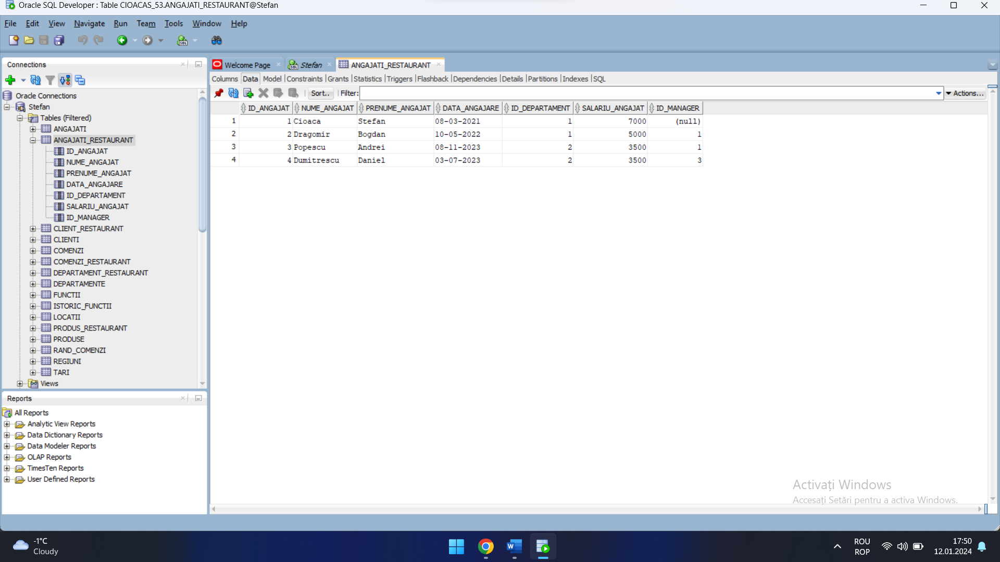 Oracle SQL Developer : Table CIOACAS_53.ANGAJATI_RESTAURANT@Stefan
File Edit View Navigate Run Team Tools Window Help
Connections
Oracle Connections
Stefan
Tables (Filtered)
ANGAJATI
ANGAJATI_RESTAURANT
ID_ANGAJAT
NUME_ANGAJAT
PRENUME_ANGAJAT
DATA_ANGAJARE
ID_DEPARTAMENT
SALARIU_ANGAJAT
ID_MANAGER
CLIENT_RESTAURANT
CLIENTI
COMENZI
COMENZI_RESTAURANT
DEPARTAMENT_RESTAURANT
DEPARTAMENTE
FUNCTII
ISTORIC_FUNCTII
LOCATII
PRODUS_RESTAURANT
PRODUSE
RAND_COMENZI
REGIUNI
TARI
Views
Reports
All Reports
Analytic View Reports
Data Dictionary Reports
Data Modeler Reports
OLAP Reports
TimesTen Reports
User Defined Reports
Welcome Page SQL Stefan ANGAJATI_RESTAURANT
Columns Data Model Constraints Grants Statistics Triggers Flashback Dependencies Details Partitions Indexes SQL
Sort.. Filter: Actions...
ID_ANGAJAT NUME_ANGAJAT PRENUME_ANGAJAT DATA_ANGAJARE ID_DEPARTAMENT SALARIU_ANGAJAT ID_MANAGER
1 1 Cioaca Stefan 08-03-2021 1 7000 (null)
2 2 Dragomir Bogdan 10-05-2022 1 5000 1
3 3 Popescu Andrei 08-11-2023 2 3500 1
4 4 Dumitrescu Daniel 03-07-2023 2 3500 3
Activați Windows
Accesați Setări pentru a activa Windows.
-1°C
Cloudy
ROU
ROP
17:50
12.01.2024